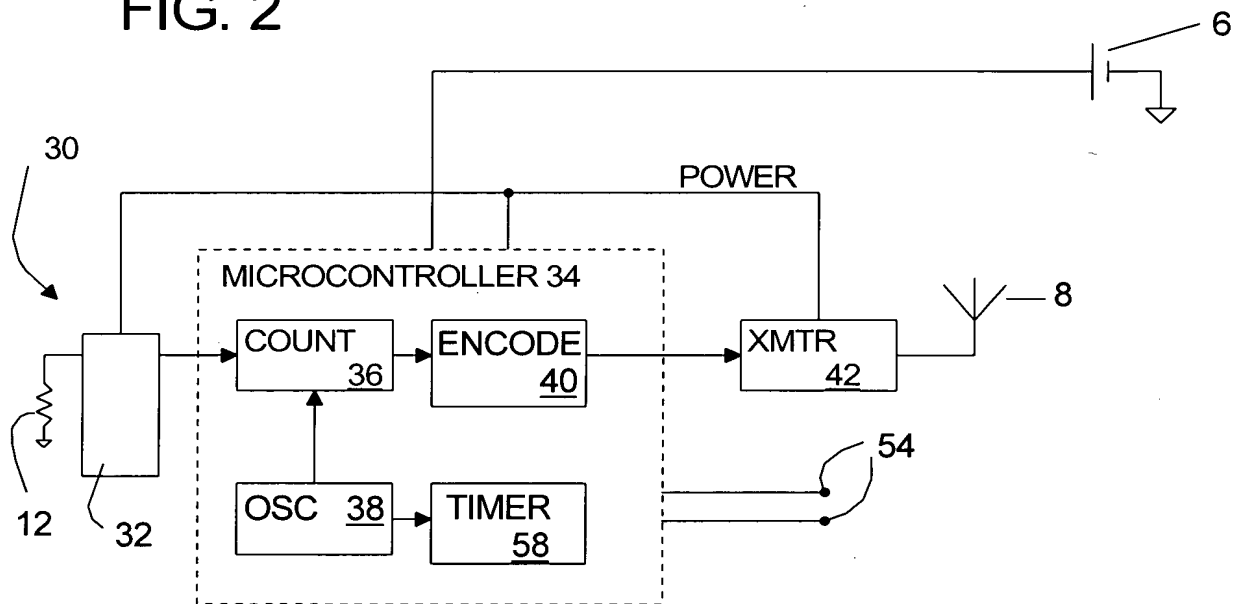 FIG. 2
6
30
POWER
MICROCONTROLLER 34
8
COUNT
36
ENCODE
40
XMTR
42
54
12
32
OSC 38
TIMER
58